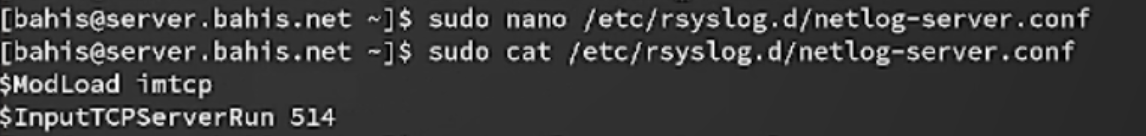 [bahis@server.bahis.net ~]$ sudo nano /etc/rsyslog.d/netlog-server.conf
[bahis@server.bahis.net ~]$ sudo cat /etc/rsyslog.d/netlog-server.conf
$ModLoad imtcp
$InputTCPServerRun 514